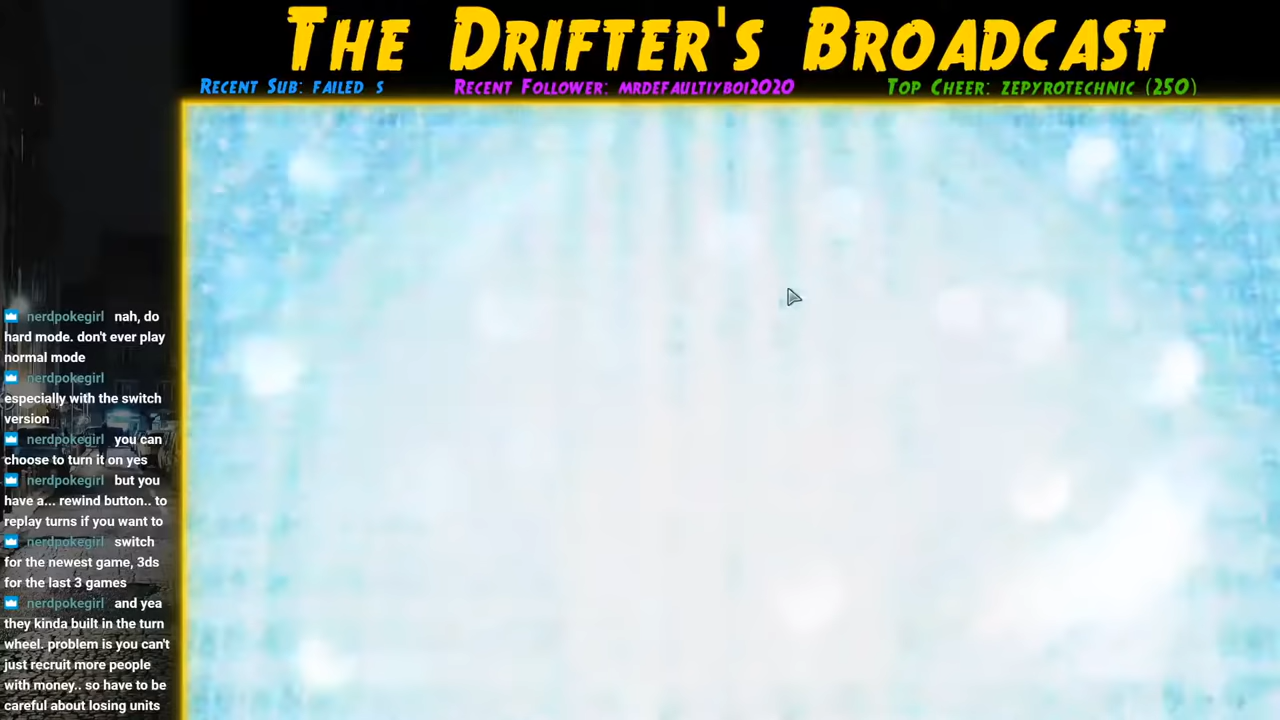 THE DRIFTER'S BROADCAST
RECENT SUB: FAILED S RECENT FOLLOWER: MRDEFAULTIYBOI2020 TOP CHEER: ZEPYROTECHNIC (250)
nerdpokegirl nah, do
hard mode. don't ever play
normal mode
nerdpokegirl
especially with the switch
version
nerdpokegirl you can
choose to turn it on yes
nerdpokegirl but you
have a... rewind button.. to
replay turns if you want to
nerdpokegirl switch
for the newest game, 3ds
for the last 3 games
nerdpokegirl and yea
they kinda built in the turn
wheel. problem is you can't
just recruit more people
with money.. so have to be
careful about losing units